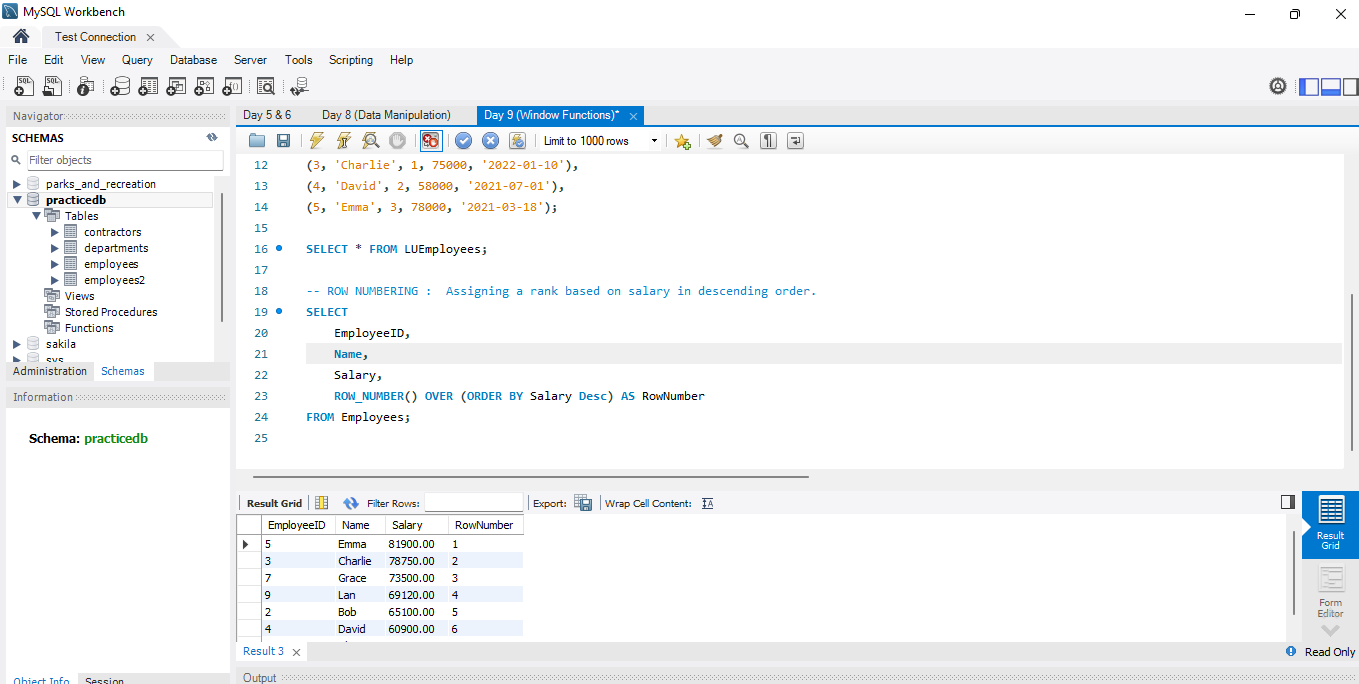 MySQL Workbench
Test Connection
File Edit View Query Database Server Tools Scripting Help
Navigator
SCHEMAS
Filter objects
parks_and_recreation
practicedb
Tables
contractors
departments
employees
employees2
Views
Stored Procedures
Functions
sakila
sys
Administration Schemas
Information
Schema: practicedb
Object Info Session
Day 5 & 6 Day 8 (Data Manipulation) Day 9 (Window Functions)*
Limit to 1000 rows
12 (3, 'Charlie', 1, 75000, '2022-01-10'),
13 (4, 'David', 2, 58000, '2021-07-01'),
14 (5, 'Emma', 3, 78000, '2021-03-18');
15
16 SELECT * FROM LUEmployees;
17
18 -- ROW NUMBERING : Assigning a rank based on salary in descending order.
19 SELECT
20 EmployeeID,
21 Name,
22 Salary,
23 ROW_NUMBER() OVER (ORDER BY Salary Desc) AS RowNumber
24 FROM Employees;
25
Result Grid Filter Rows: Export: Wrap Cell Content:
EmployeeID Name Salary RowNumber
5 Emma 81900.00 1
3 Charlie 78750.00 2
7 Grace 73500.00 3
9 Lan 69120.00 4
2 Bob 65100.00 5
4 David 60900.00 6
Result Grid
Form Editor
Result 3
Read Only
Output